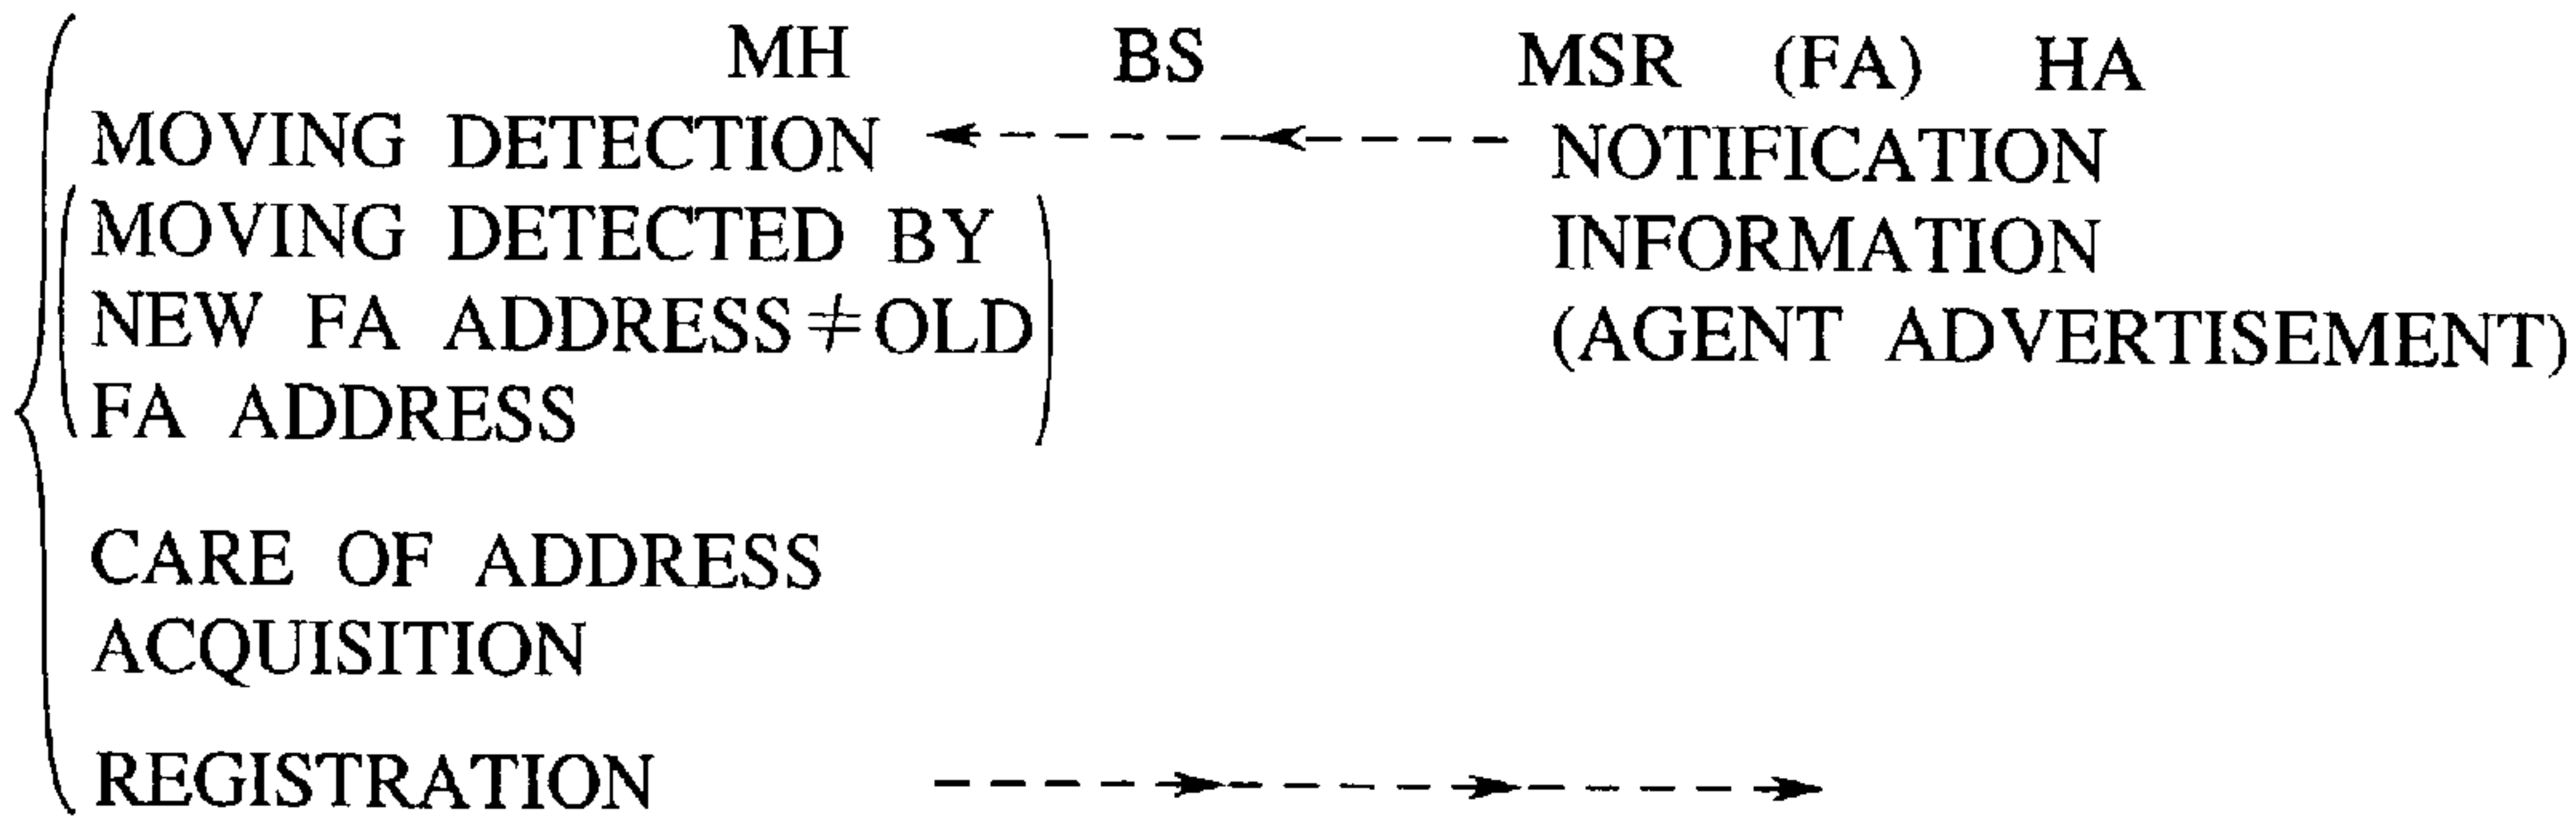 MH BS MSR (FA) HA
MOVING DETECTION NOTIFICATION
MOVING DETECTED BY INFORMATION
NEW FA ADDRESS≠OLD (AGENT ADVERTISEMENT)
FA ADDRESS
CARE OF ADDRESS
ACQUISITION
REGISTRATION